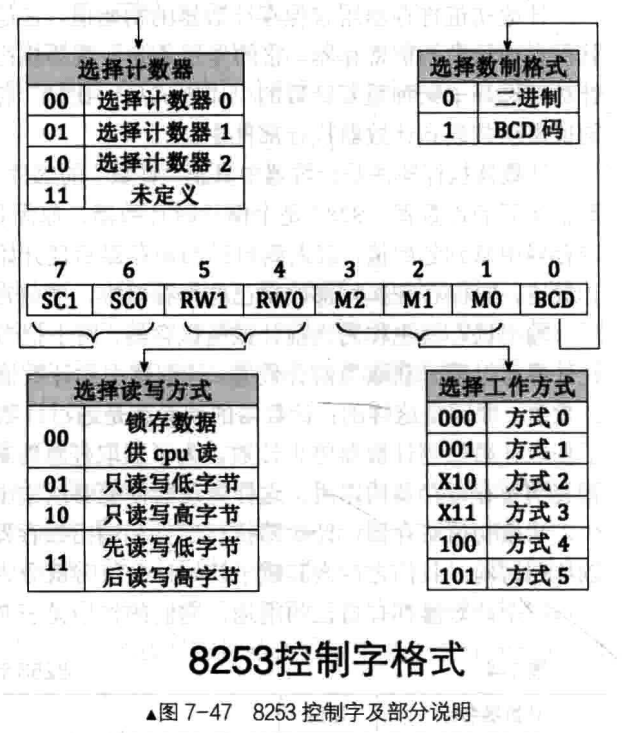 选择计数器
00 选择计数器 0
01 选择计数器 1
10 选择计数器 2
11 未定义
选择数制格式
0 二进制
1 BCD 码
7 6 5 4 3 2 1 0
SC1 SC0 RW1 RW0 M2 M1 M0 BCD
选择读写方式
00 锁存数据
供 cpu 读
01 只读写低字节
10 只读写高字节
11 先读写低字节
后读写高字节
选择工作方式
000 方式 0
001 方式 1
X10 方式 2
X11 方式 3
100 方式 4
101 方式 5
8253控制字格式
▲图 7-47 8253 控制字及部分说明